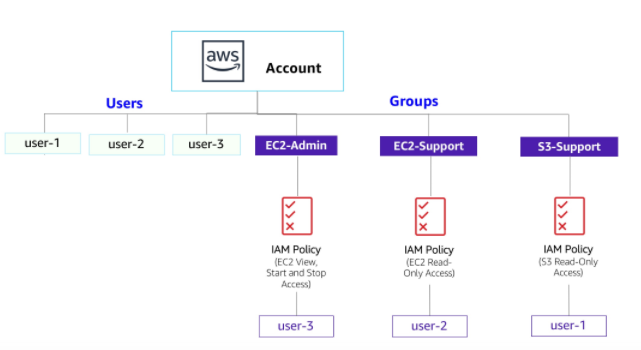 aws
Account
Users
Groups
user-1
user-2
user-3
EC2-Admin
EC2-Support
S3-Support
IAM Policy
(EC2 View,
Start and Stop
Access)
IAM Policy
(EC2 Read-
Only Access)
IAM Policy
(S3 Read-Only
Access)
user-3
user-2
user-1